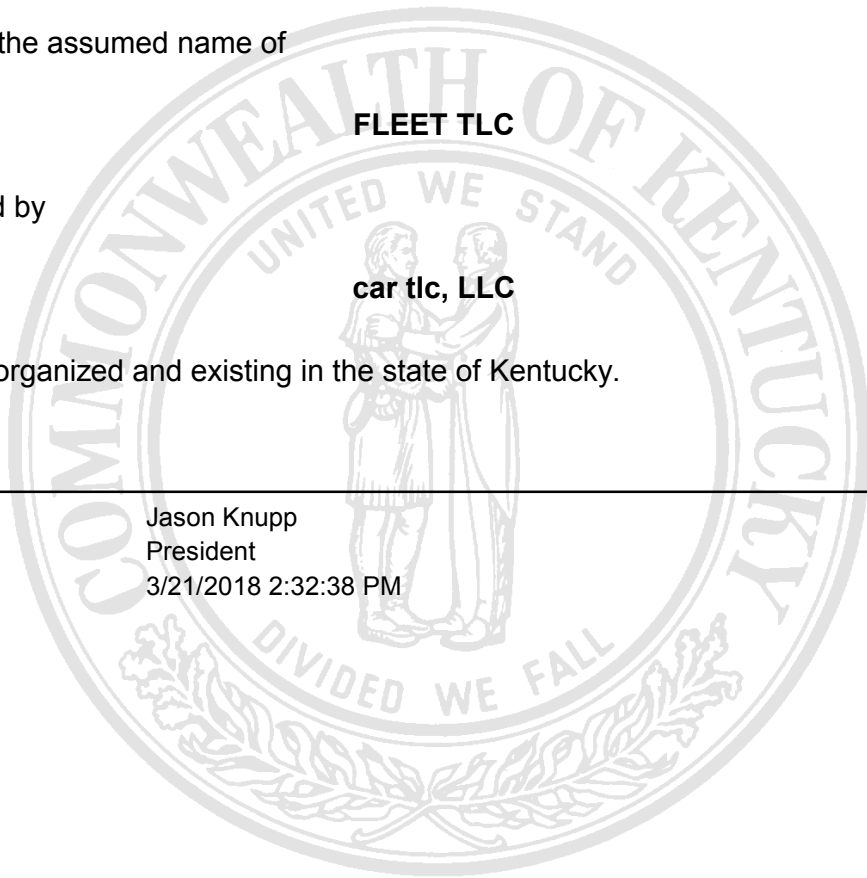 the assumed name of
FLEET TLC
d by
car tlc, LLC
organized and existing in the state of Kentucky.
Jason Knupp
President
3/21/2018 2:32:38 PM
COMMONWEALTH OF KENTUCKY
UNITED WE STAND
DIVIDED WE FALL